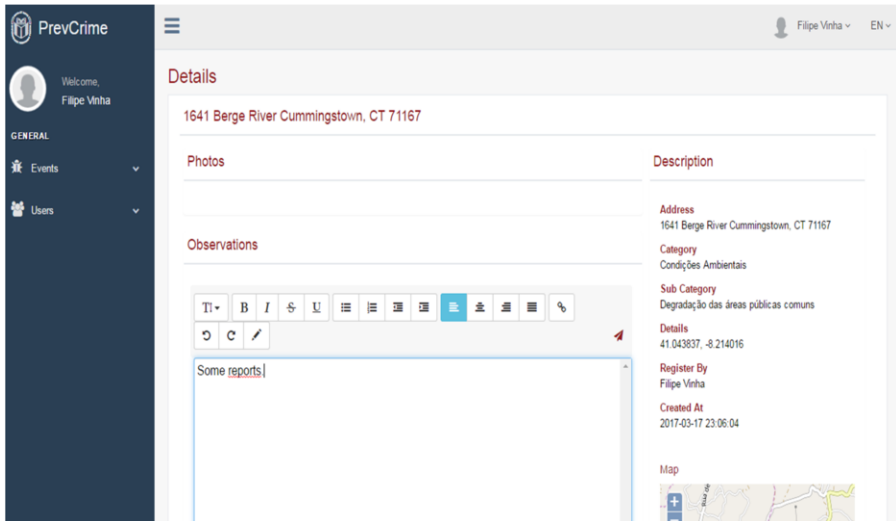 PrevCrime
Filipe Vinha
EN
Welcome,
Filipe Vinha
GENERAL
Events
Users
Details
1641 Berge River Cummingstown, CT 71167
Photos
Observations
TI
B I S U
Some reports.
Description
Address
1641 Berge River Cummingstown, CT 71167
Category
Condições Ambientais
Sub Category
Degradação das áreas públicas comuns
Details
41.043837, -8.214016
Register By
Filipe Vinha
Created At
2017-03-17 23:06:04
Map
+